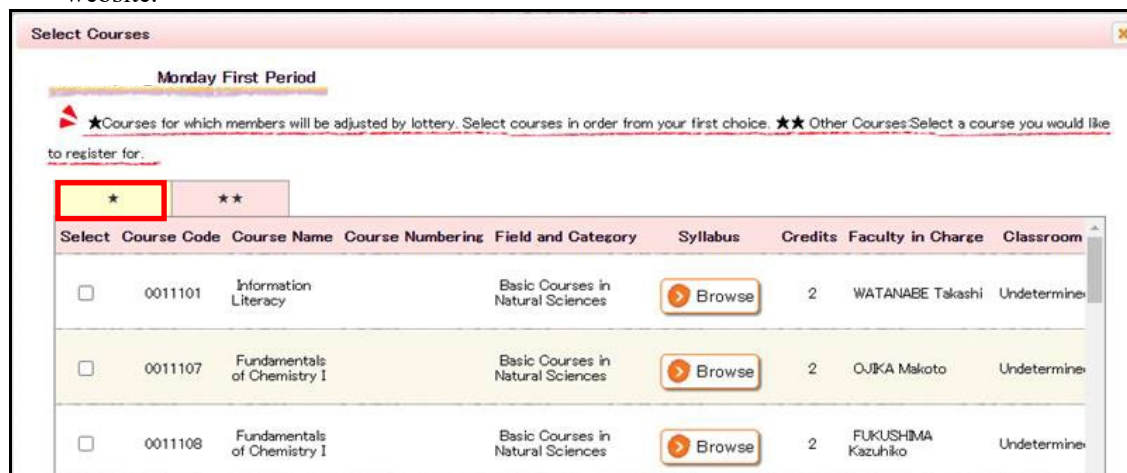 website.
Select Courses
Monday First Period
★Courses for which members will be adjusted by lottery. Select courses in order from your first choice. ★★ Other Courses:Select a course you would like
to register for.
★ ★★
Select Course Code Course Name Course Numbering Field and Category Syllabus Credits Faculty in Charge Classroom
0011101 Information Literacy Basic Courses in Natural Sciences Browse 2 WATANABE Takashi Undetermine
0011107 Fundamentals of Chemistry I Basic Courses in Natural Sciences Browse 2 OJIKA Makoto Undetermine
0011108 Fundamentals of Chemistry I Basic Courses in Natural Sciences Browse 2 FUKUSHIMA Kazuhiko Undetermine